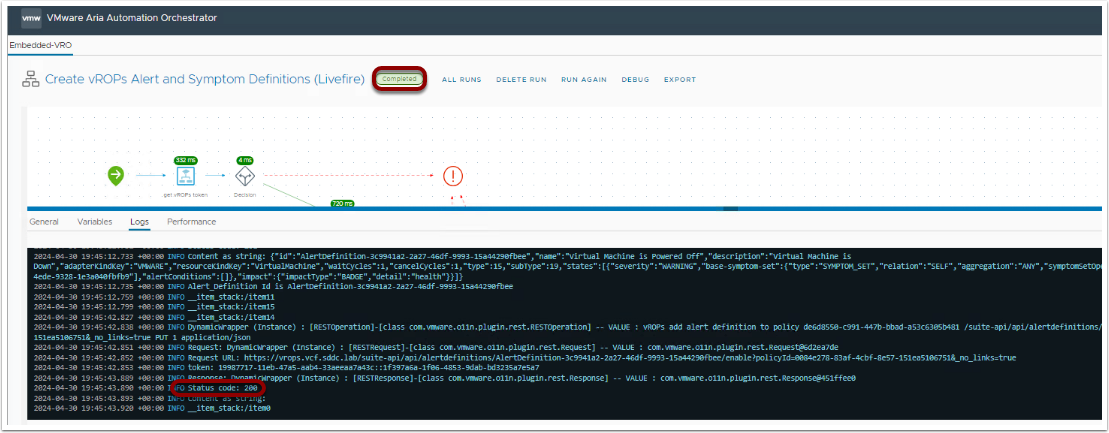 vmw VMware Aria Automation Orchestrator
Embedded-VRO
Create vROPs Alert and Symptom Definitions (Livefire) Completed ALL RUNS DELETE RUN RUN AGAIN DEBUG EXPORT
332 ms 4 ms
get vROPs token Decision
720 ms
General Variables Logs Performance
2024-04-30 19:45:12.733 +00:00 INFO Content as string: {"id":"AlertDefinition-3c9941a2-2a27-46df-9993-15a44290fbee","name":"Virtual Machine is Powered Off","description":"Virtual Machine is
Down","adapterKindKey":"VMWARE","resourceKindKey":"VirtualMachine","waitCycles":1,"cancelCycles":1,"type":15,"subType":19,"states":[{"severity":"WARNING","base-symptom-set":{"type":"SYMPTOM_SET","relation":"SELF","aggregation":"ANY","symptomSetOpe
4ede-9328-1e3a040fbfb9"],"alertConditions":[]},"impact":{"impactType":"BADGE","detail":"health"}}]}
2024-04-30 19:45:12.735 +00:00 INFO Alert_Definition Id is AlertDefinition-3c9941a2-2a27-46df-9993-15a44290fbee
2024-04-30 19:45:12.759 +00:00 INFO __item_stack:/item11
2024-04-30 19:45:12.799 +00:00 INFO __item_stack:/item15
2024-04-30 19:45:12.827 +00:00 INFO __item_stack:/item14
2024-04-30 19:45:42.838 +00:00 INFO DynamicWrapper (Instance) : [RESTOperation]-[class com.vmware.o11n.plugin.rest.RESTOperation] -- VALUE : vROPs add alert definition to policy de6d8550-c991-447b-bbad-a53c6305b481 /suite-api/api/alertdefinitions/
151ea5106751&_no_links=true PUT 1 application/json
2024-04-30 19:45:42.851 +00:00 INFO Request: DynamicWrapper (Instance) : [RESTRequest]-[class com.vmware.o11n.plugin.rest.Request] -- VALUE : com.vmware.o11n.plugin.rest.Request@6d2ea7de
2024-04-30 19:45:42.852 +00:00 INFO Request URL: https://vrops.vcf.sddc.lab/suite-api/api/alertdefinitions/AlertDefinition-3c9941a2-2a27-46df-9993-15a44290fbee/enable?policyId=0084e278-83af-4cbf-8e57-151ea5106751&_no_links=true
2024-04-30 19:45:42.853 +00:00 INFO token: 19987717-11eb-47a5-aab4-33aeeaa7a43c::1f397a6a-1f06-4853-9dab-bd3235a7e5a7
2024-04-30 19:45:43.889 +00:00 INFO Response: DynamicWrapper (Instance) : [RESTResponse]-[class com.vmware.o11n.plugin.rest.Response] -- VALUE : com.vmware.o11n.plugin.rest.Response@451ffee0
2024-04-30 19:45:43.890 +00:00 INFO Status code: 200
2024-04-30 19:45:43.893 +00:00 INFO Content as string:
2024-04-30 19:45:43.920 +00:00 INFO __item_stack:/item0